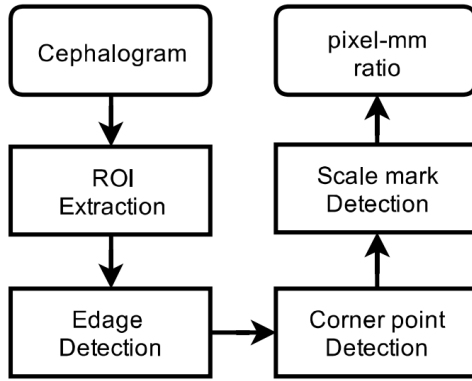 Cephalogram
ROI
Extraction
Edage
Detection
Corner point
Detection
Scale mark
Detection
pixel-mm
ratio